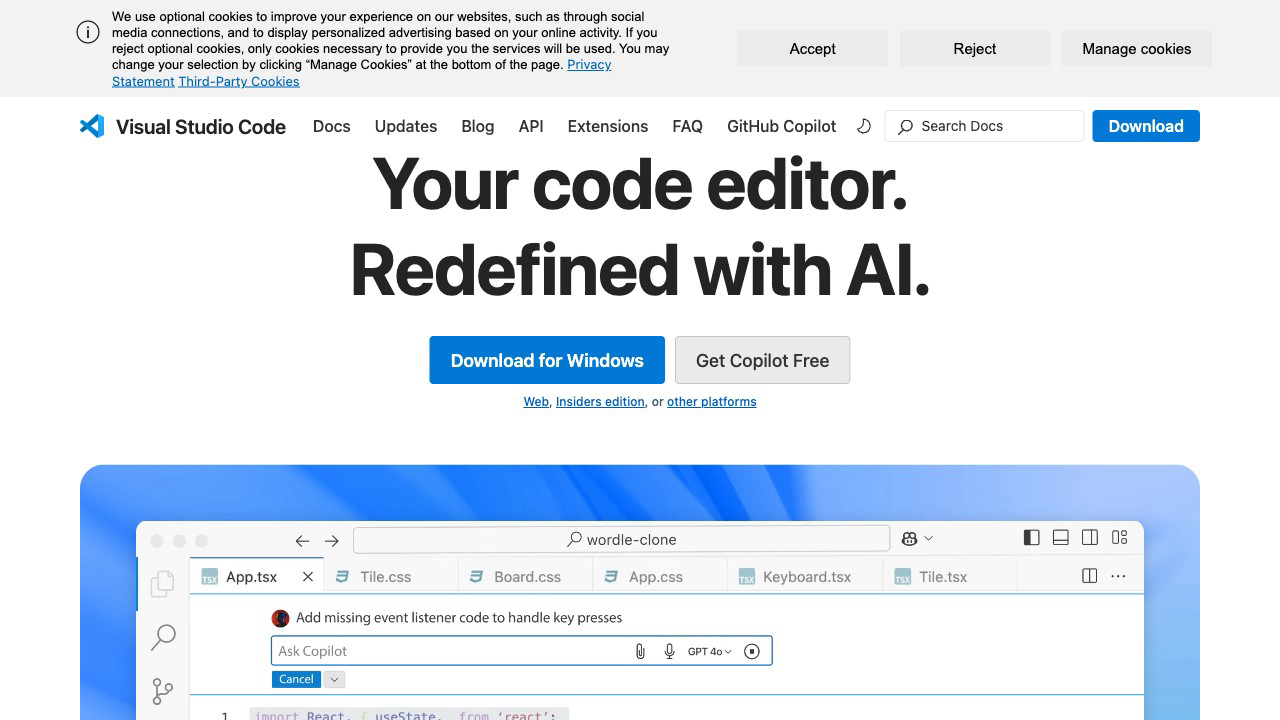 We use optional cookies to improve your experience on our websites, such as through social
media connections, and to display personalized advertising based on your online activity. If you
reject optional cookies, only cookies necessary to provide you the services will be used. You may
change your selection by clicking “Manage Cookies” at the bottom of the page. Privacy
Statement Third-Party Cookies
Accept
Reject
Manage cookies
Visual Studio Code
Docs
Updates
Blog
API
Extensions
FAQ
GitHub Copilot
Search Docs
Download
Your code editor.
Redefined with AI.
Download for Windows
Get Copilot Free
Web, Insiders edition, or other platforms
wordle-clone
TSX App.tsx
Tile.css
Board.css
App.css
TSX Keyboard.tsx
TSX Tile.tsx
Add missing event listener code to handle key presses
Ask Copilot
GPT 4o
Cancel
1 import React, { useState, from 'react';